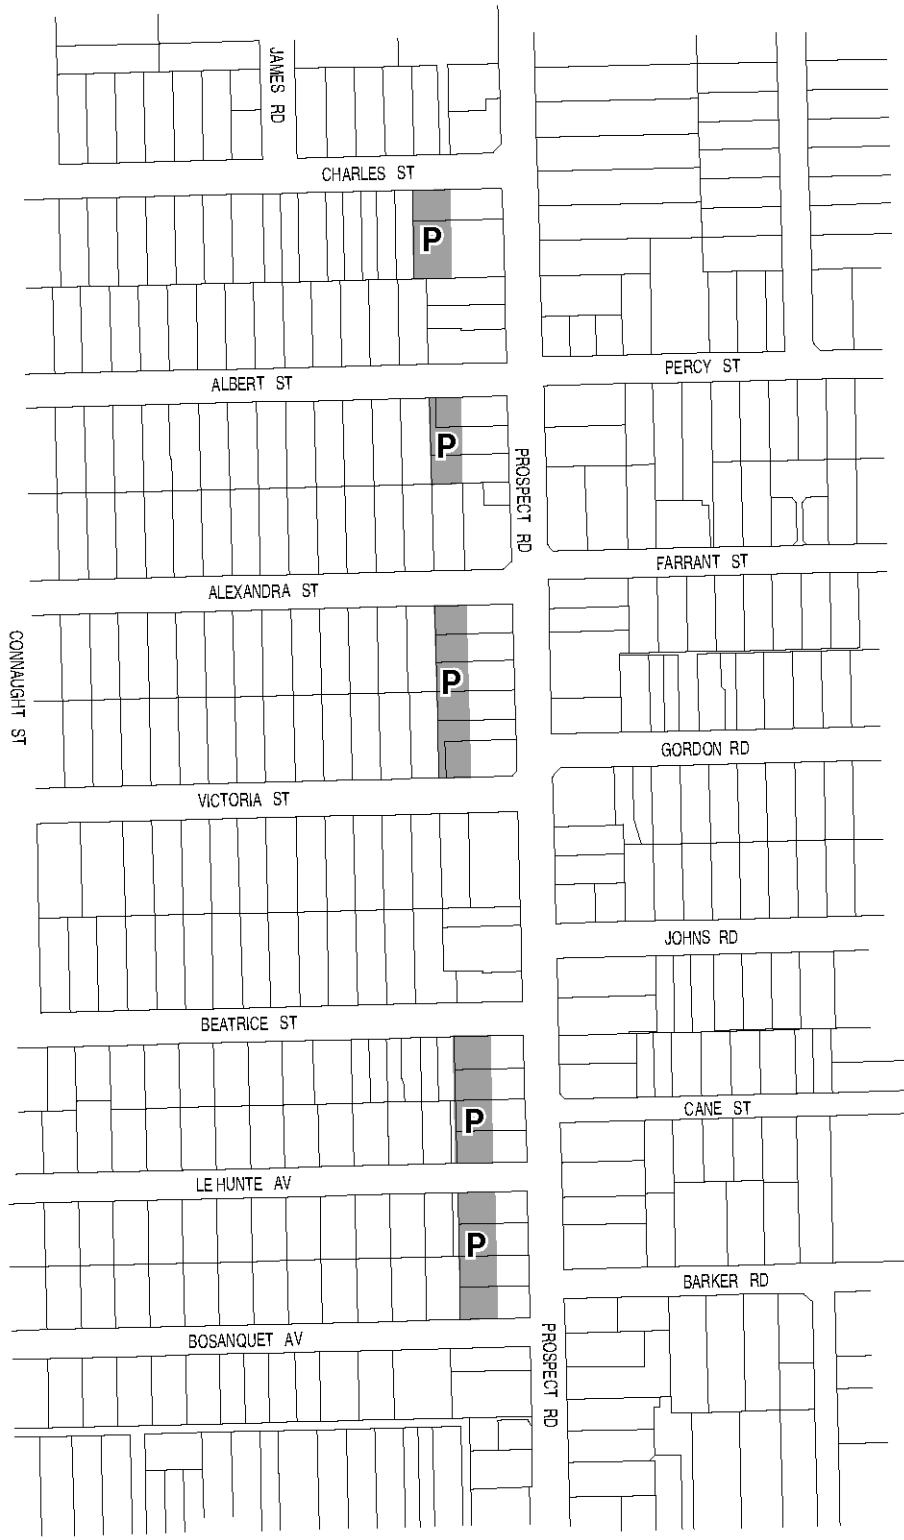 JAMES RD
CHARLES ST
P
PERCY ST
ALBERT ST
P
PROSPECT RD
FARRANT ST
ALEXANDRA ST
CONNAUGHT ST
P
GORDON RD
VICTORIA ST
JOHNS RD
BEATRICE ST
CANE ST
P
LE HUNTE AV
P
BARKER RD
BOSANQUET AV
PROSPECT RD